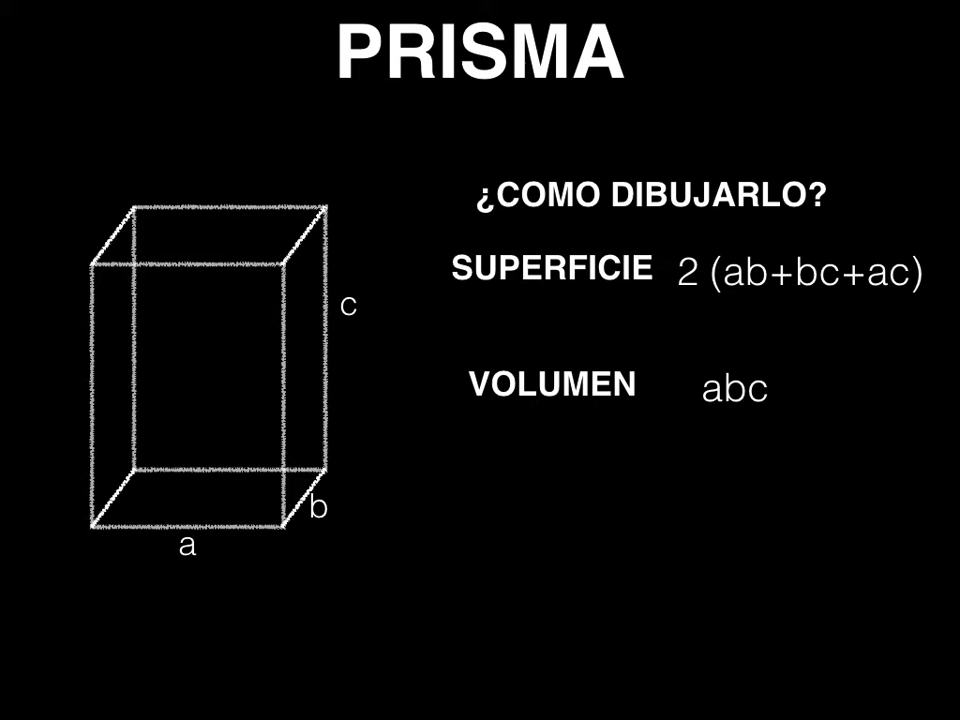 PRISMA
¿COMO DIBUJARLO?
SUPERFICIE 2 (ab+bc+ac)
c
VOLUMEN abc
b
a